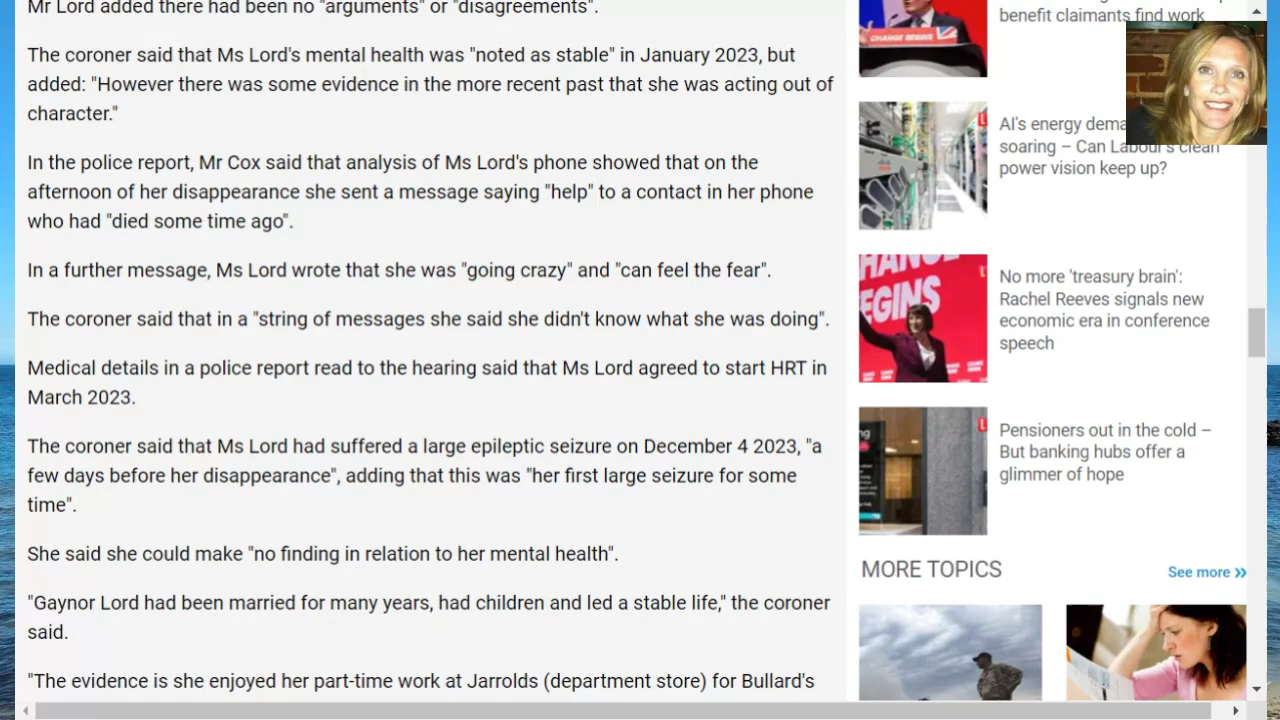 Mr Lord added there had been no "arguments" or "disagreements".
The coroner said that Ms Lord's mental health was "noted as stable" in January 2023, but
added: "However there was some evidence in the more recent past that she was acting out of
character."
In the police report, Mr Cox said that analysis of Ms Lord's phone showed that on the
afternoon of her disappearance she sent a message saying "help" to a contact in her phone
who had "died some time ago".
In a further message, Ms Lord wrote that she was "going crazy" and "can feel the fear".
The coroner said that in a "string of messages she said she didn't know what she was doing".
Medical details in a police report read to the hearing said that Ms Lord agreed to start HRT in
March 2023.
The coroner said that Ms Lord had suffered a large epileptic seizure on December 4 2023, "a
few days before her disappearance", adding that this was "her first large seizure for some
time".
She said she could make "no finding in relation to her mental health".
"Gaynor Lord had been married for many years, had children and led a stable life," the coroner
said.
"The evidence is she enjoyed her part-time work at Jarrolds (department store) for Bullard's
benefit claimants find work
CHANGE BEGINS
AI's energy
soaring – Can Labour's clean
power vision keep up?
EGINS
No more 'treasury brain':
Rachel Reeves signals new
economic era in conference
speech
Pensioners out in the cold –
But banking hubs offer a
glimmer of hope
MORE TOPICS
See more »